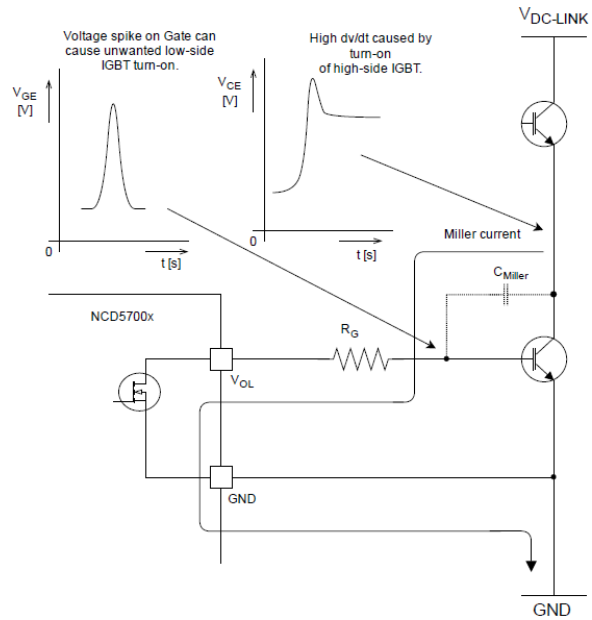 Voltage spike on Gate can
cause unwanted low-side
IGBT turn-on.
High dv/dt caused by
turn-on
of high-side IGBT.
VDC-LINK
VGE
[V]
VCE
[V]
0
t [s]
0
t [s]
Miller current
CMiller
NCD5700x
RG
VOL
GND
GND